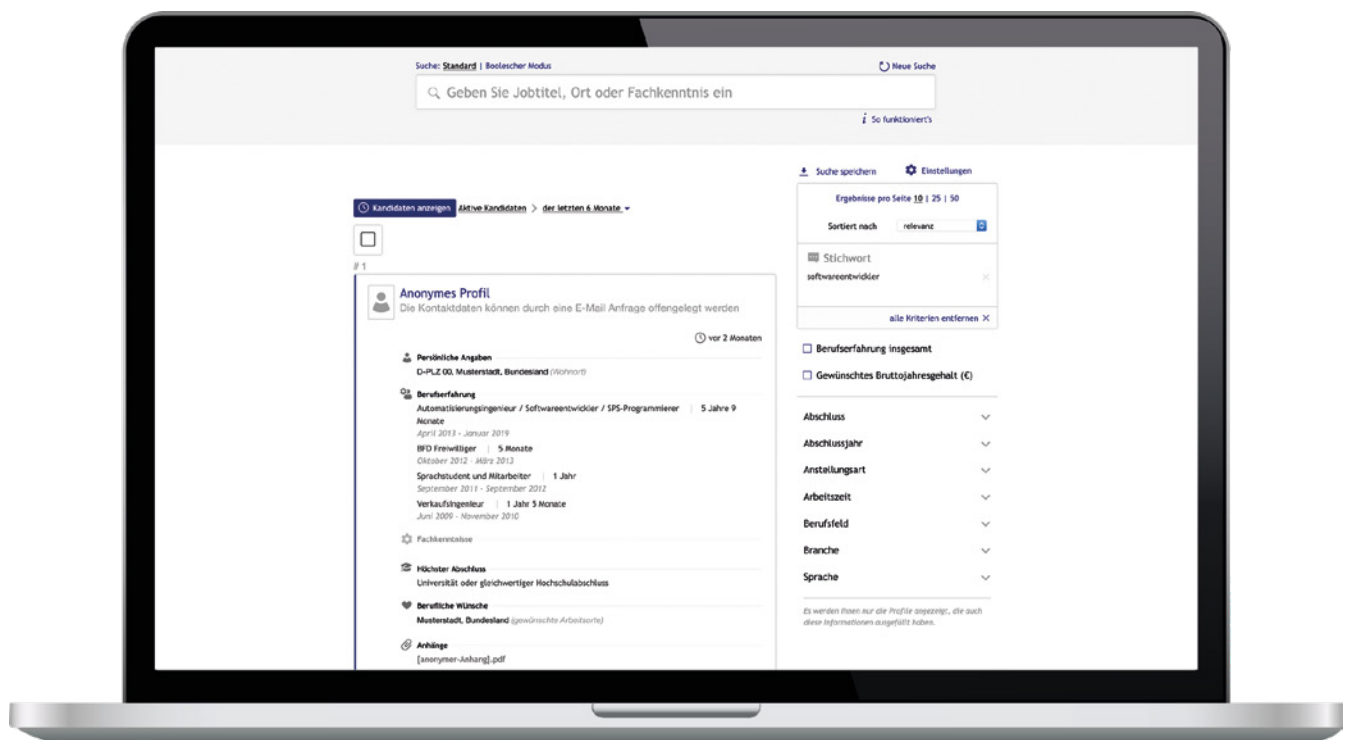 Suche: Standard | Boolescher Modus
Neue Suche
Geben Sie Jobtitel, Ort oder Fachkenntnis ein
i So funktioniert's
Suche speichern
Einstellungen
Kandidaten anzeigen Aktive Kandidaten > der letzten 6 Monate
# 1
Anonymes Profil
Die Kontaktdaten können durch eine E-Mail Anfrage offengelegt werden
vor 2 Monaten
Persönliche Angaben
D-PLZ 00, Musterstadt, Bundesland (Wohnort)
Berufserfahrung
Automatisierungsingenieur / Softwareentwickler / SPS-Programmierer | 5 Jahre 9
Monate
April 2013 - Januar 2019
BFD Freiwilliger | 5 Monate
Oktober 2012 - März 2013
Sprachstudent und Mitarbeiter | 1 Jahr
September 2011 - September 2012
Verkaufsingenieur | 1 Jahr 5 Monate
Juni 2009 - November 2010
Fachkenntnisse
Höchster Abschluss
Universität oder gleichwertiger Hochschulabschluss
Berufliche Wünsche
Musterstadt, Bundesland (gewünschte Arbeitsorte)
Anhänge
[anonymer-Anhang].pdf
Ergebnisse pro Seite 10 | 25 | 50
Sortiert nach relevanz
Stichwort
softwareentwickler ×
alle Kriterien entfernen ×
Berufserfahrung insgesamt
Gewünschtes Bruttojahresgehalt (€)
Abschluss
Abschlussjahr
Anstellungsart
Arbeitszeit
Berufsfeld
Branche
Sprache
Es werden Ihnen nur die Profile angezeigt, die auch
diese Informationen ausgefüllt haben.